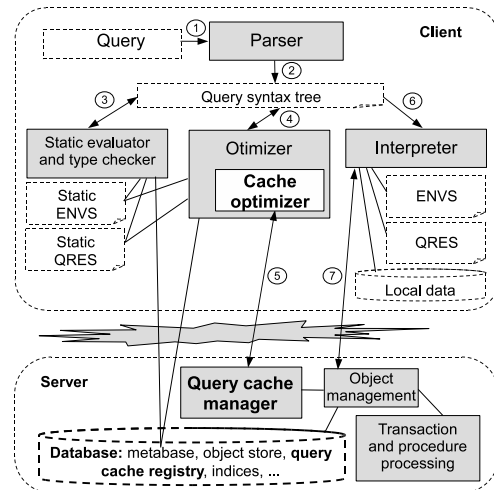 1
Client
Query
Parser
2
Query syntax tree
3
4
6
Static evaluator
and type checker
Otimizer
Interpreter
Cache
optimizer
Static
ENVS
Static
QRES
ENVS
QRES
Local data
5
7
Server
Query cache
manager
Object
management
Transaction
and procedure
processing
Database: metabase, object store, query
cache registry, indices, ...